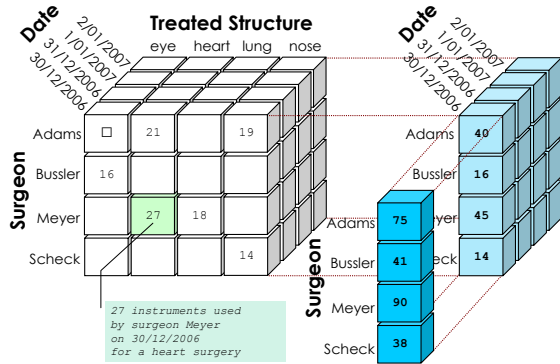 Treated Structure
eye heart lung nose
Date
2/01/2007
1/01/2007
31/12/2006
30/12/2006
Surgeon
Adams 21 19
Bussler 16
Meyer 27 18
Scheck 14
27 instruments used
by surgeon Meyer
on 30/12/2006
for a heart surgery
Surgeon
Adams 75
Bussler 41
Meyer 90
Scheck 38
Date
2/01/2007
1/01/2007
31/12/2006
30/12/2006
Adams 40
Bussler 16
eyer 45
eck 14